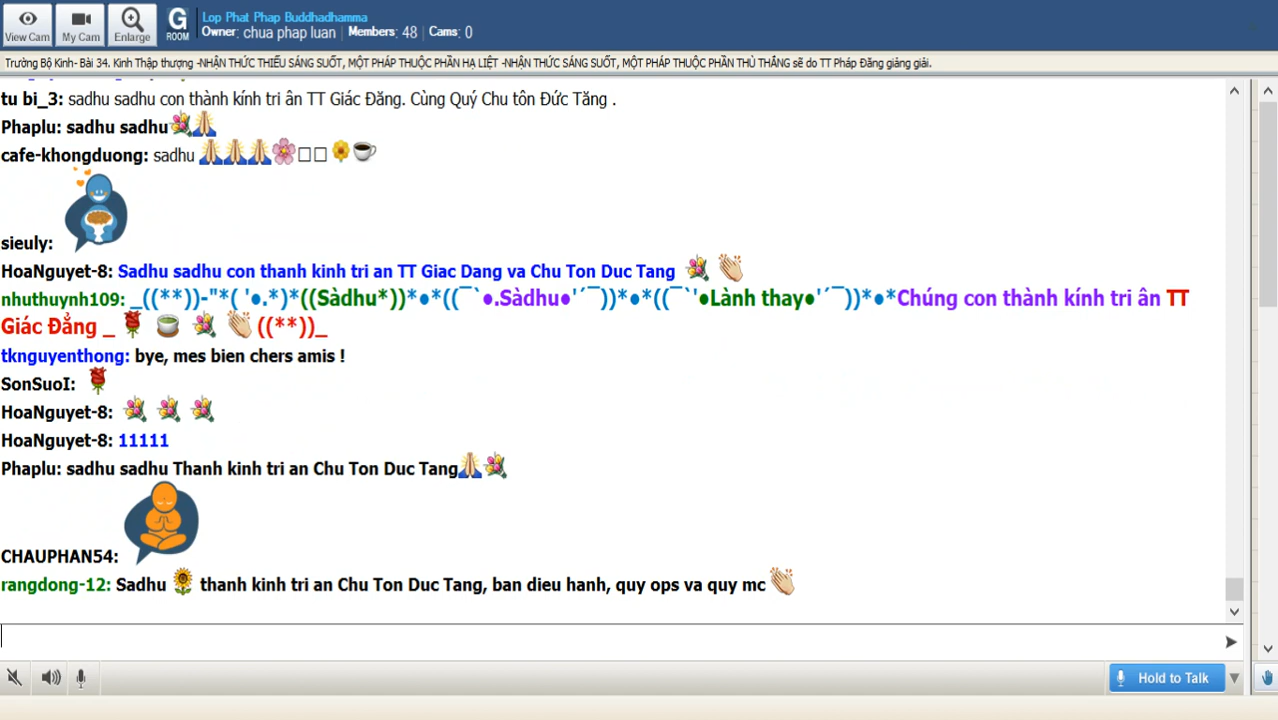 View Cam
My Cam
Enlarge
G
ROOM
Lop Phat Phap Buddhadhamma
Owner: chua phap luan | Members: 48 | Cams: 0
Trường Bộ Kinh- Bài 34. Kinh Thập thượng -NHẬN THỨC THIẾU SÁNG SUỐT, MỘT PHÁP THUỘC PHẦN HẠ LIỆT -NHẬN THỨC SÁNG SUỐT, MỘT PHÁP THUỘC PHẦN THÙ THẮNG sẽ do TT Pháp Đăng giảng giải.
tu bi_3: sadhu sadhu con thành kính tri ân TT Giác Đăng. Cùng Quý Chu tôn Đức Tăng .
Phaplu: sadhu sadhu💐🙏
cafe-khongduong: sadhu 🙏🙏🙏🌸□□ 🌼☕
sieuly:
HoaNguyet-8: Sadhu sadhu con thanh kinh tri an TT Giac Dang va Chu Ton Duc Tang 💐 👏
nhuthuynh109: _((**))-"*( '●.*)*((Sàdhu*))*●*((¯`●.Sàdhu●'´¯))*●*((¯`'●Lành thay●'´¯))*●*Chúng con thành kính tri ân TT
Giác Đẳng _ 🌹 🍵 💐 👏 ((**))_
tknguyenthong: bye, mes bien chers amis !
SonSuoI: 🌹
HoaNguyet-8: 💐 💐 💐
HoaNguyet-8: 11111
Phaplu: sadhu sadhu Thanh kinh tri an Chu Ton Duc Tang🙏💐
CHAUPHAN54:
rangdong-12: Sadhu 🌻 thanh kinh tri an Chu Ton Duc Tang, ban dieu hanh, quy ops va quy mc 👏
Hold to Talk